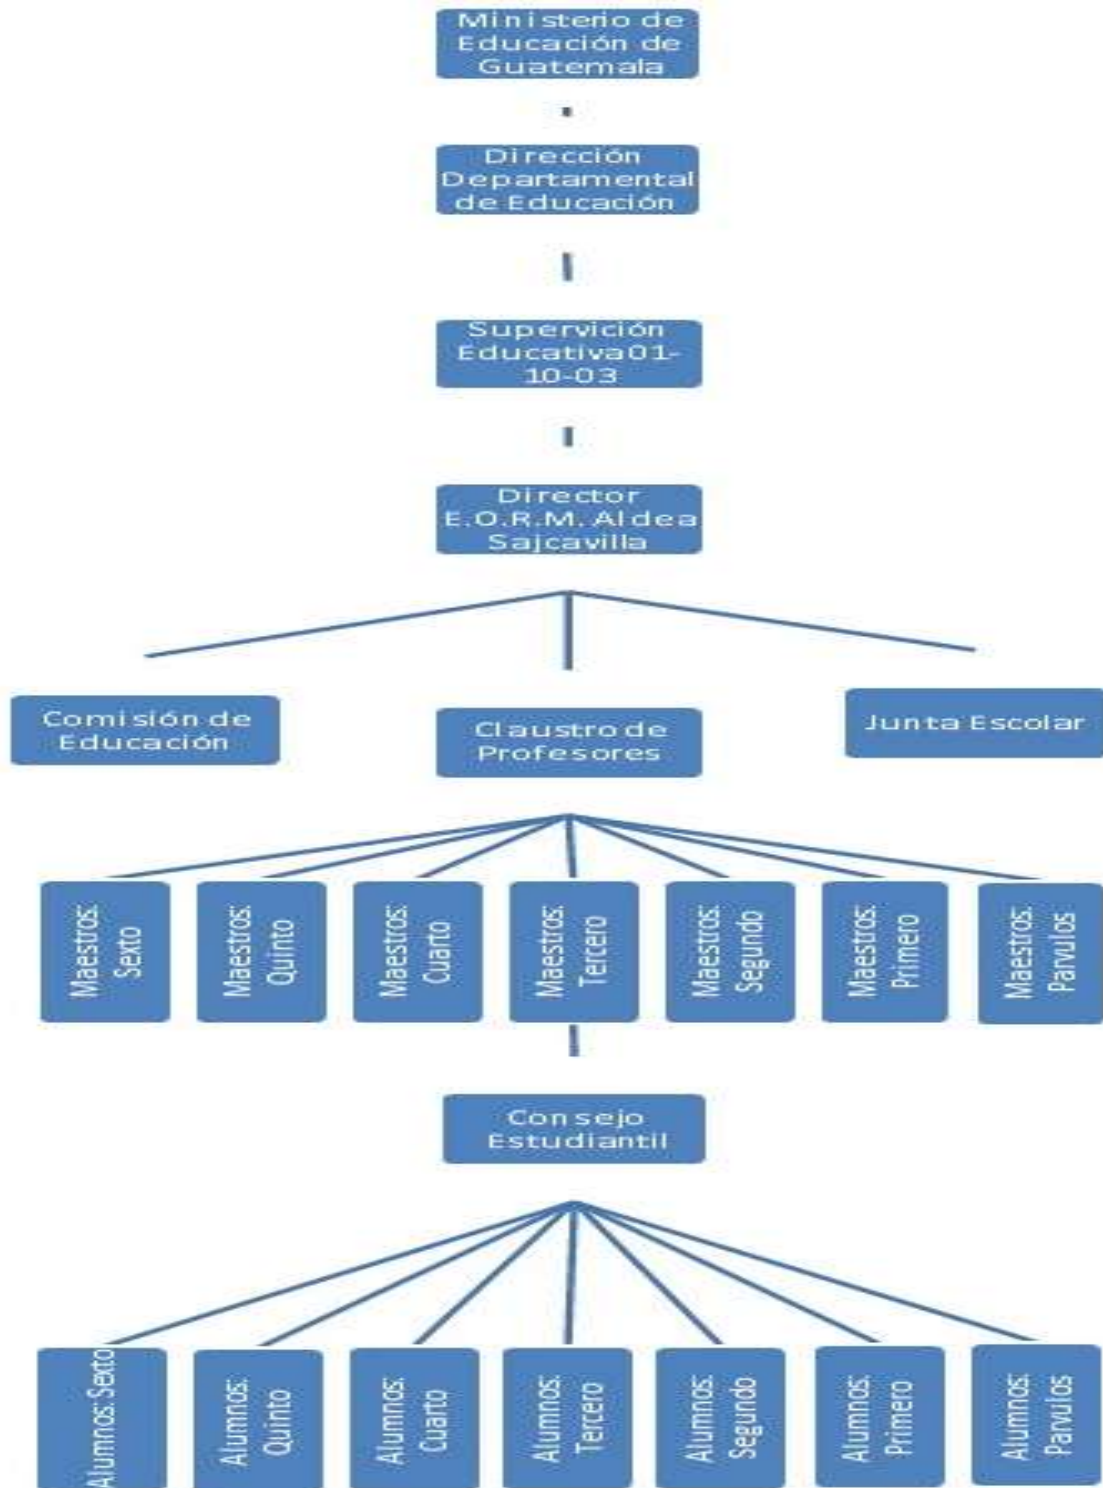 Ministerio de
Educación de
Guatemala
Dirección
Departamental
de Educación
Supervición
Educativa 01-
10-03
Director
E.O.R.M. Aldea
Sajcavilla
Comisión de
Educación
Claustro de
Profesores
Junta Escolar
Maestros:
Sexto
Maestros:
Quinto
Maestros:
Cuarto
Maestros:
Tercero
Maestros:
Segundo
Maestros:
Primero
Maestros:
Parvulos
Consejo
Estudiantil
Alumnos: Sexto
Alumnos:
Quinto
Alumnos:
Cuarto
Alumnos:
Tercero
Alumnos:
Segundo
Alumnos:
Primero
Alumnos:
Parvulos